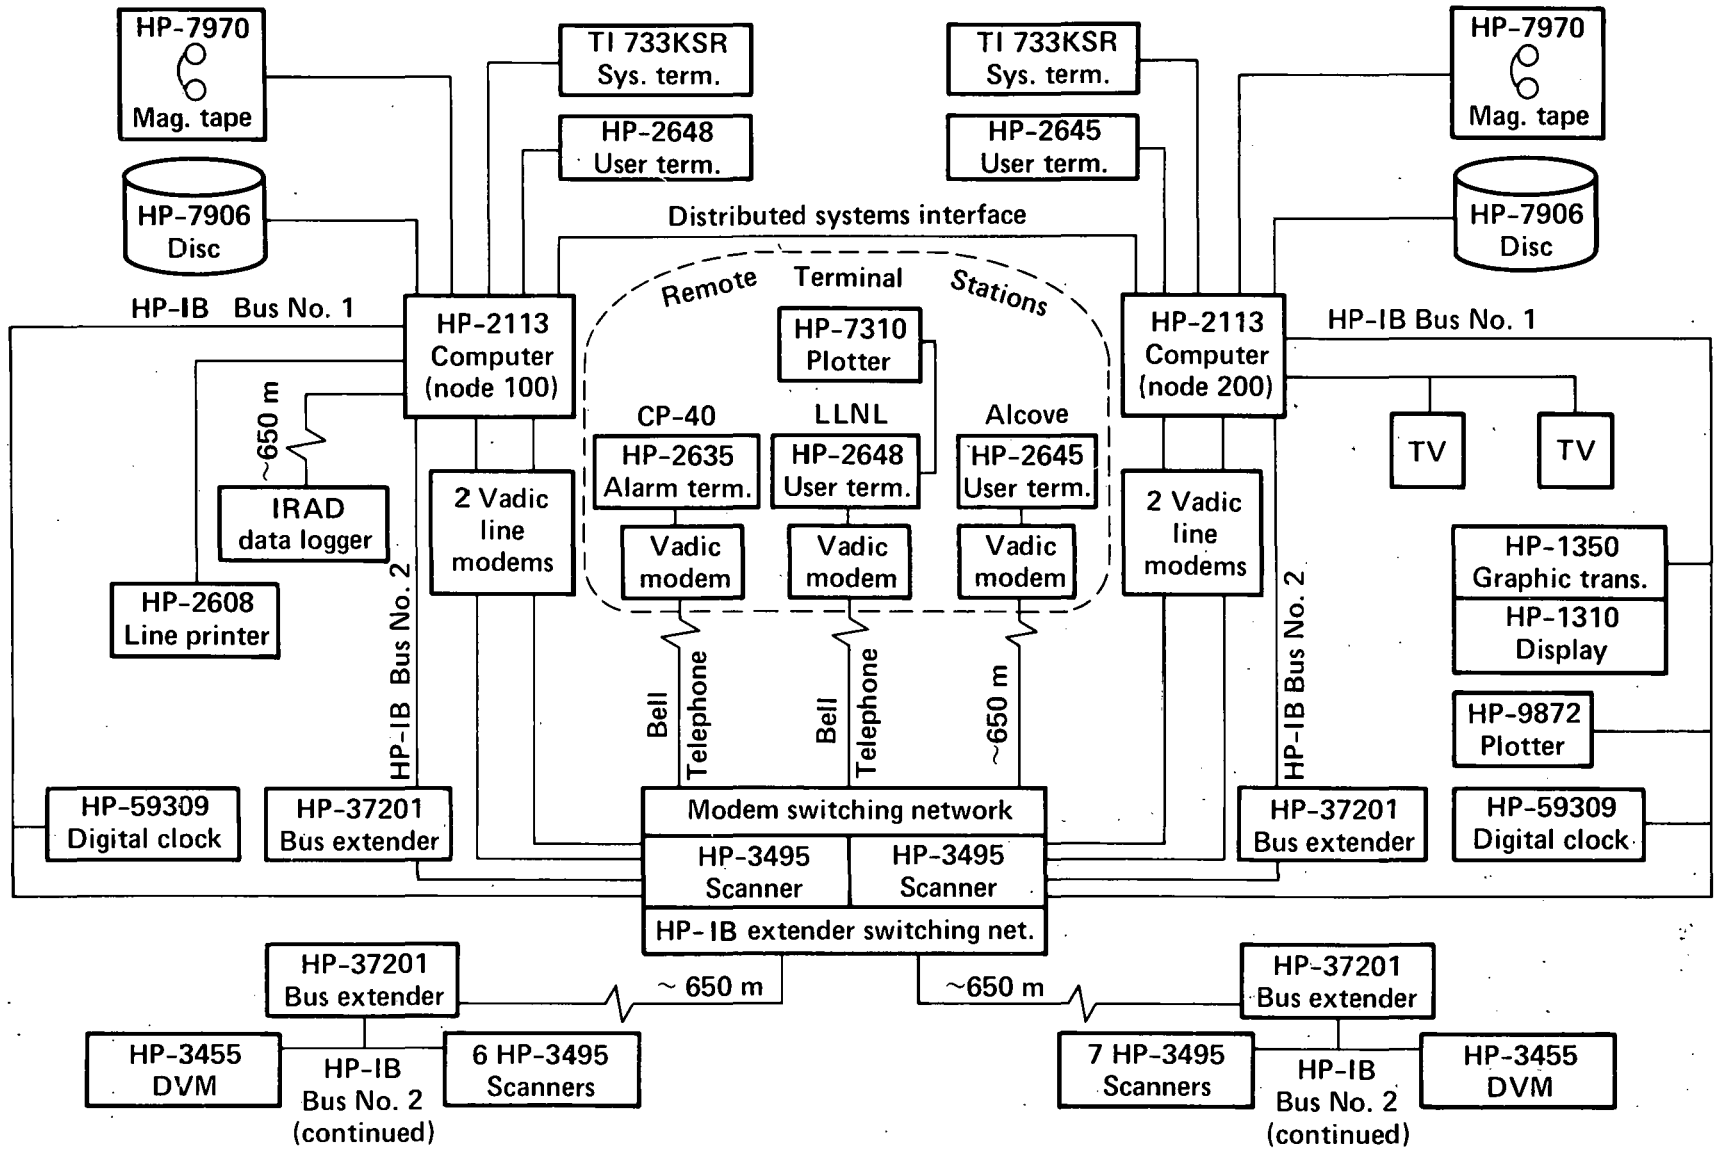 HP-7970
Mag. tape
TI 733KSR
Sys. term.
TI 733KSR
Sys. term.
HP-7970
Mag. tape
HP-2648
User term.
HP-2645
User term.
HP-7906
Disc
Distributed systems interface
HP-7906
Disc
Remote Terminal Stations
HP-IB Bus No. 1
HP-2113
Computer
(node 100)
HP-7310
Plotter
HP-2113
Computer
(node 200)
HP-IB Bus No. 1
~650 m
CP-40
LLNL
Alcove
TV
TV
HP-2635
Alarm term.
HP-2648
User term.
HP-2645
User term.
IRAD
data logger
2 Vadic
line
modems
Vadic
modem
Vadic
modem
Vadic
modem
2 Vadic
line
modems
HP-1350
Graphic trans.
HP-1310
Display
HP-2608
Line printer
HP-IB Bus No. 2
Bell
Telephone
Bell
Telephone
~650 m
HP-IB Bus No. 2
HP-9872
Plotter
HP-59309
Digital clock
HP-37201
Bus extender
Modem switching network
HP-37201
Bus extender
HP-59309
Digital clock
HP-3495
Scanner
HP-3495
Scanner
HP-IB extender switching net.
HP-37201
Bus extender
~ 650 m
~650 m
HP-37201
Bus extender
HP-3455
DVM
HP-IB
Bus No. 2
(continued)
6 HP-3495
Scanners
7 HP-3495
Scanners
HP-IB
Bus No. 2
(continued)
HP-3455
DVM